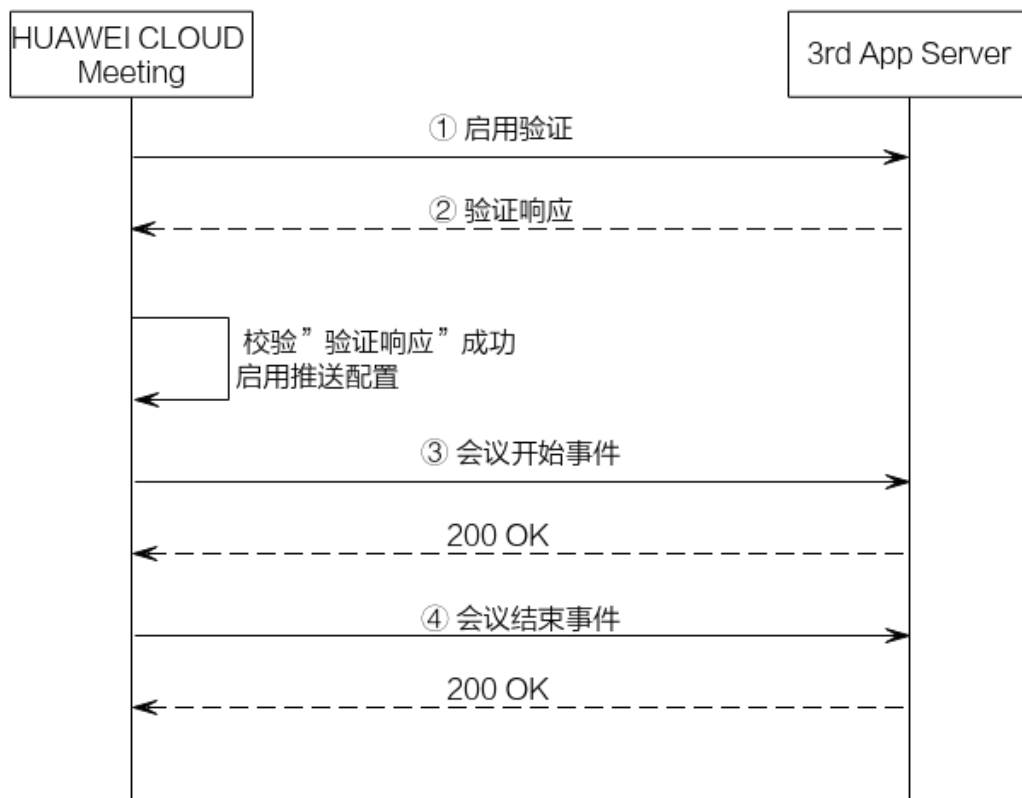 HUAWEI CLOUD
Meeting
3rd App Server
① 启用验证
② 验证响应
校验”验证响应”成功
启用推送配置
③ 会议开始事件
200 OK
④ 会议结束事件
200 OK